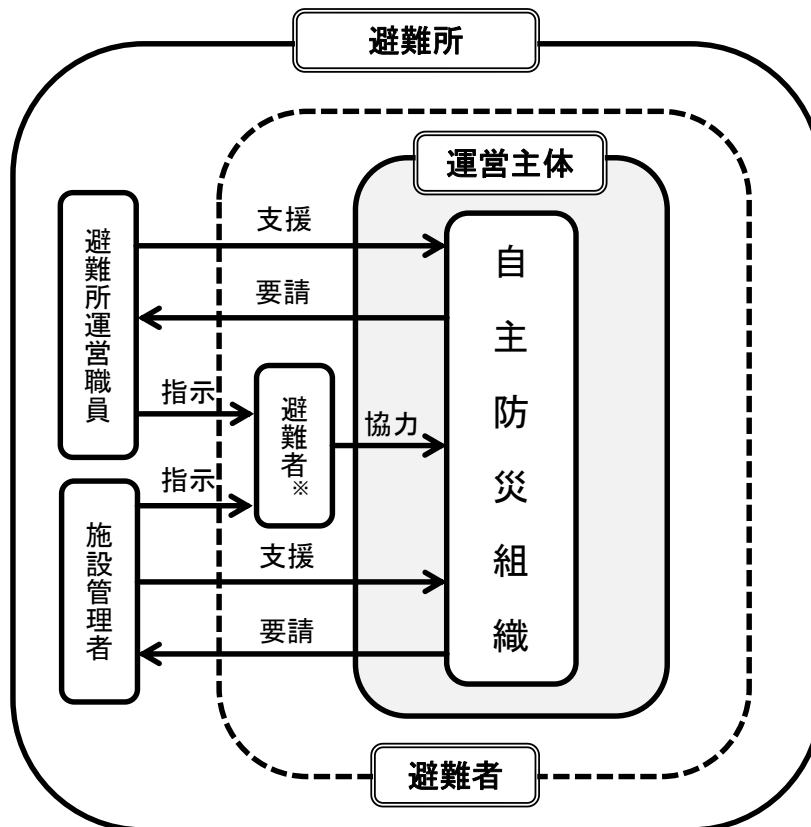 避難所
運営主体
支援
自主防災組織
避難所運営職員
要請
指示
避難者※
協力
指示
施設管理者
支援
要請
避難者